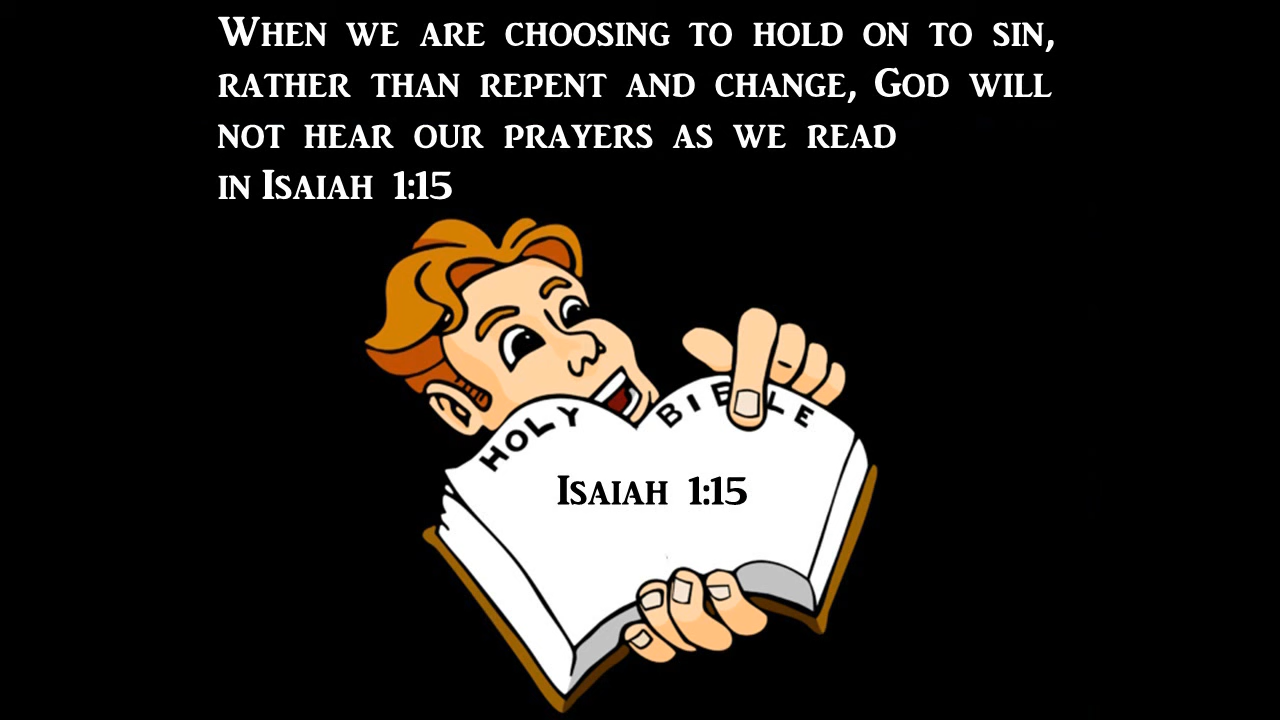 When we are choosing to hold on to sin,
rather than repent and change, God will
not hear our prayers as we read
in Isaiah 1:15
HOLY BIBLE
Isaiah 1:15